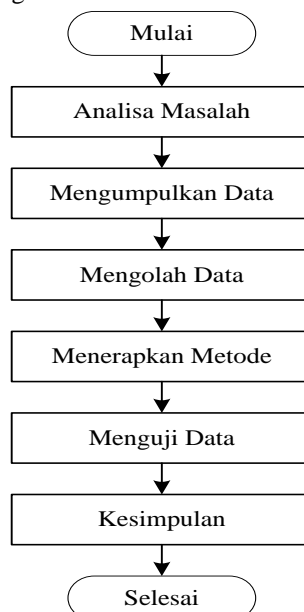 g
Mulai
Analisa Masalah
Mengumpulkan Data
Mengolah Data
Menerapkan Metode
Menguji Data
Kesimpulan
Selesai